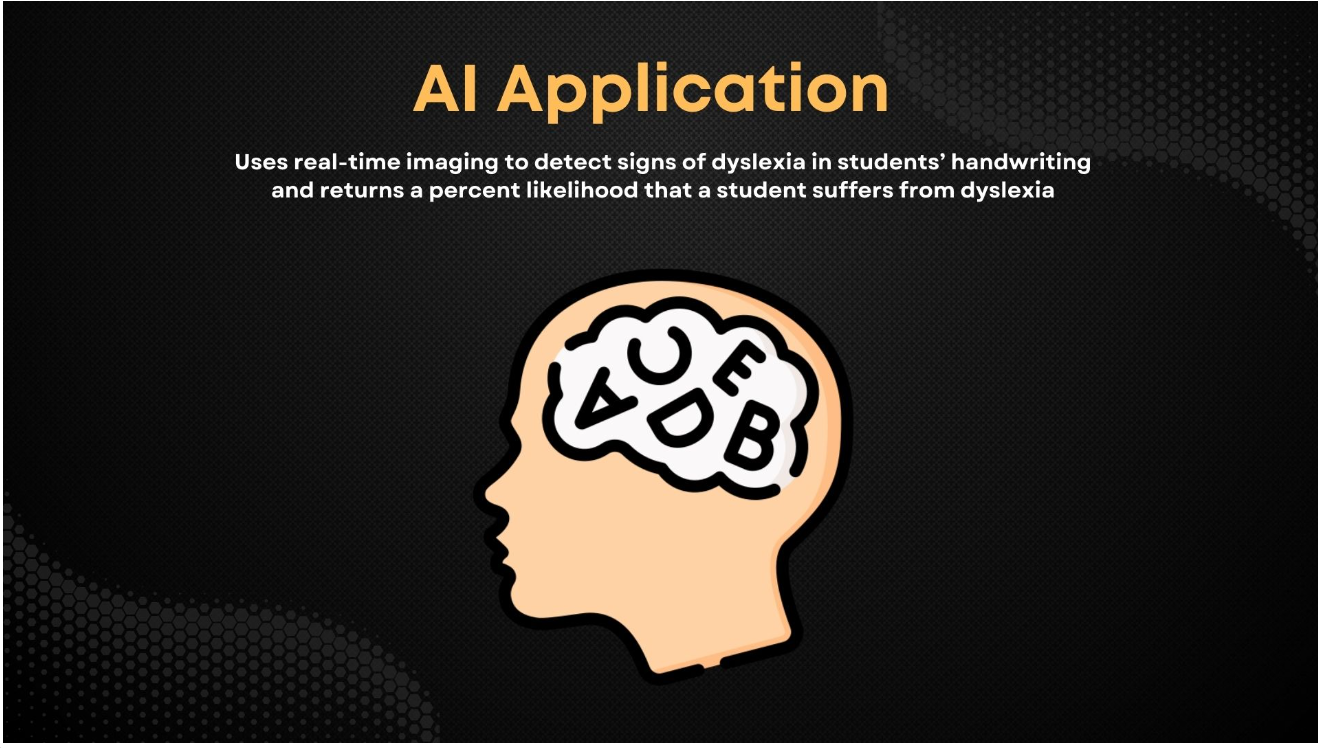 AI Application
Uses real-time imaging to detect signs of dyslexia in students’ handwriting
and returns a percent likelihood that a student suffers from dyslexia
C E
A D B